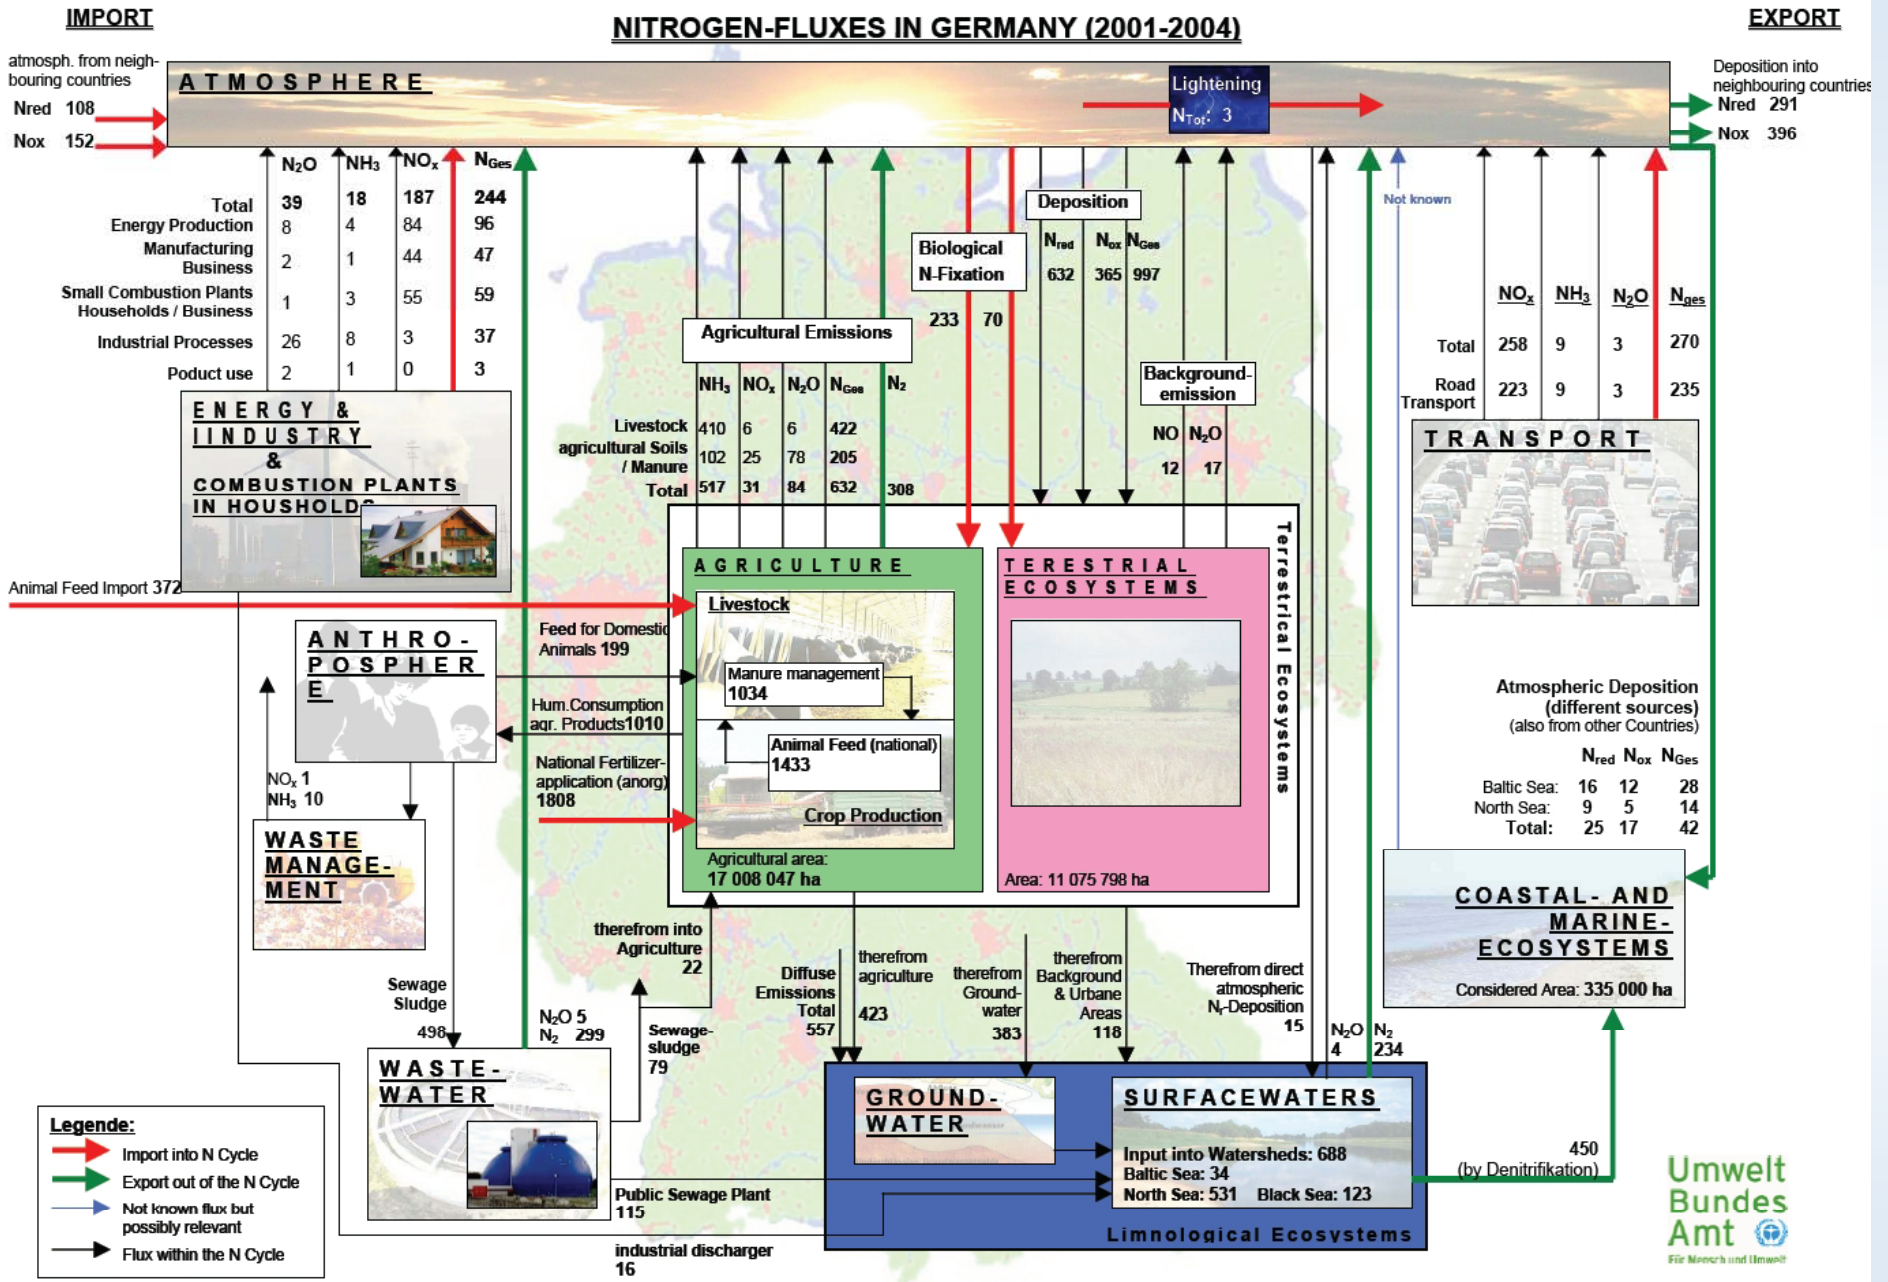 IMPORT
NITROGEN-FLUXES IN GERMANY (2001-2004)
EXPORT
atmosph. from neigh-
bouring countries
Nred 108
Nox 152
ATMOSPHERE
Lightening
NTot: 3
Deposition into
neighbouring countries
Nred 291
Nox 396
N2O NH3 NOx NGes
Total 39 18 187 244
Energy Production 8 4 84 96
Manufacturing
Business 2 1 44 47
Small Combustion Plants
Households / Business 1 3 55 59
Industrial Processes 26 8 3 37
Poduct use 2 1 0 3
ENERGY &
IINDUSTRY
&
COMBUSTION PLANTS
IN HOUSHOLD
Agricultural Emissions
NH3 NOx N2O NGes N2
Livestock 410 6 6 422
agricultural Soils
/ Manure 102 25 78 205
Total 517 31 84 632 308
Biological
N-Fixation
233 70
Deposition
Nred Nox NGes
632 365 997
Background-
emission
NO N2O
12 17
Not known
NOx NH3 N2O Nges
Total 258 9 3 270
Road
Transport 223 9 3 235
TRANSPORT
Animal Feed Import 372
ANTHRO-
POSPHER
E
Feed for Domestic
Animals 199
Hum.Consumption
agr. Products1010
National Fertilizer-
application (anorg)
1808
AGRICULTURE
Livestock
Manure management
1034
Animal Feed (national)
1433
Crop Production
Agricultural area:
17 008 047 ha
TERESTRIAL
ECOSYSTEMS
Area: 11 075 798 ha
Terrestrical Ecosystems
Atmospheric Deposition
(different sources)
(also from other Countries)
Nred Nox NGes
Baltic Sea: 16 12 28
North Sea: 9 5 14
Total: 25 17 42
NOx 1
NH3 10
WASTE
MANAGE-
MENT
COASTAL- AND
MARINE-
ECOSYSTEMS
Considered Area: 335 000 ha
Sewage
Sludge
498
N2O 5
N2 299
therefrom into
Agriculture
22
Sewage-
sludge
79
Diffuse
Emissions
Total
557
therefrom
agriculture
423
therefrom
Ground-
water
383
therefrom
Background
& Urbane
Areas
118
Therefrom direct
atmospheric
Nr-Deposition
15
N2O N2
4 234
WASTE-
WATER
Public Sewage Plant
115
industrial discharger
16
GROUND-
WATER
SURFACEWATERS
Input into Watersheds: 688
Baltic Sea: 34
North Sea: 531 Black Sea: 123
Limnological Ecosystems
450
(by Denitrifikation)
Legende:
Import into N Cycle
Export out of the N Cycle
Not known flux but
possibly relevant
Flux within the N Cycle
Umwelt
Bundes
Amt
Für Mensch und Umwelt